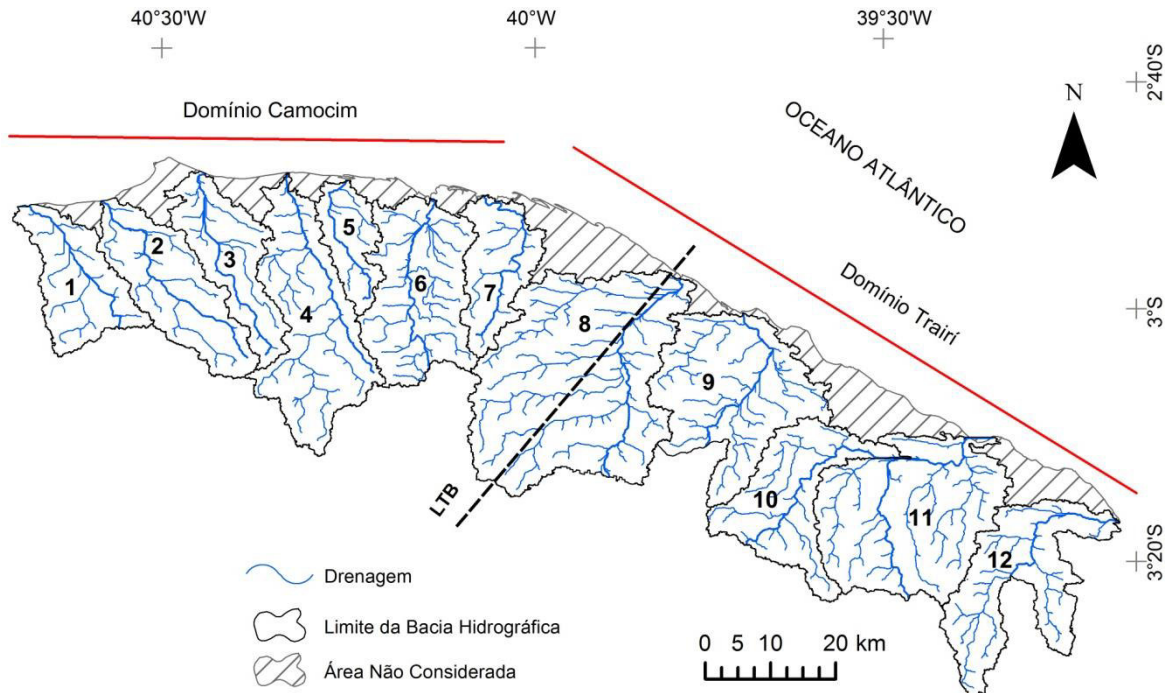 40°30'W
40°W
39°30'W
2°40'S
Domínio Camocim
OCEANO ATLÂNTICO
N
Domínio Trairí
3°S
1
2
3
4
5
6
7
8
9
10
11
12
LTB
3°20'S
Drenagem
Limite da Bacia Hidrográfica
Área Não Considerada
0 5 10 20 km